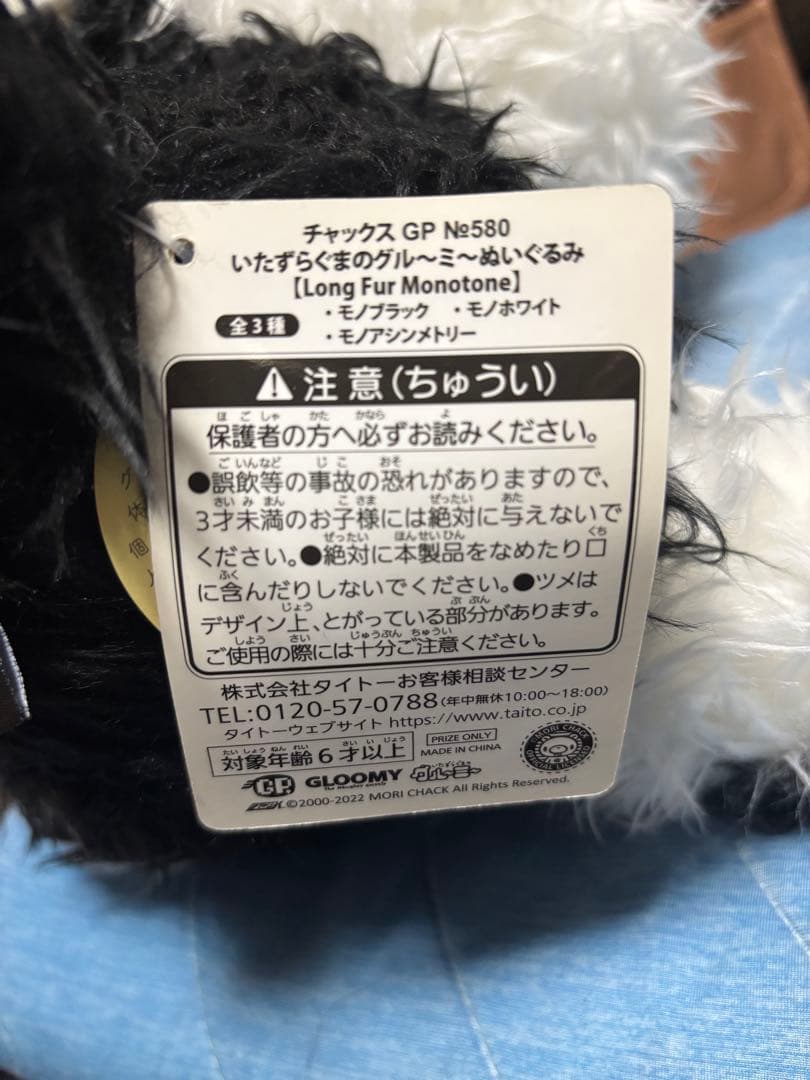 チャックス GP №580
いたずらぐまのグル～ミ～ぬいぐるみ
【Long Fur Monotone】
全3種
・モノブラック ・モノホワイト
・モノアシンメトリー
注意(ちゅうい)
保護者の方へ必ずお読みください。
●誤飲等の事故の恐れがありますので、
3才未満のお子様には絶対に与えないで
ください。●絶対に本製品をなめたり口
に含んだりしないでください。●ツメは
デザイン上、とがっている部分があります。
ご使用の際には十分ご注意ください。
株式会社タイトーお客様相談センター
TEL:0120-57-0788(年中無休10:00～18:00)
タイトーウェブサイト https://www.taito.co.jp
対象年齢6才以上
PRIZE ONLY
MADE IN CHINA
GP GLOOMY
©2000-2022 MORI CHACK All Rights Reserved.